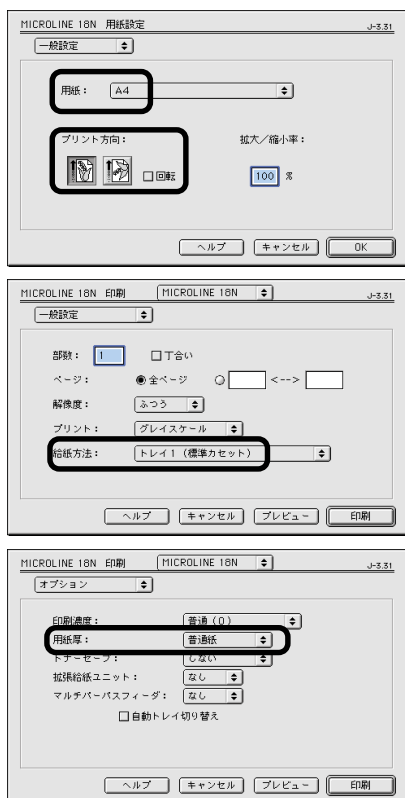 MICROLINE 18N 用紙設定 J-3.31
一般設定
用紙： A4
プリント方向： 拡大／縮小率：
回転 100 %
ヘルプ キャンセル OK
MICROLINE 18N 印刷 MICROLINE 18N J-3.31
一般設定
部数： 1 丁合い
ページ： 全ページ <-->
解像度： ふつう
プリント： グレイスケール
給紙方法： トレイ1（標準カセット）
ヘルプ キャンセル プレビュー 印刷
MICROLINE 18N 印刷 MICROLINE 18N J-3.31
オプション
印刷濃度： 普通（0）
用紙厚： 普通紙
トナーセーブ： しない
拡張給紙ユニット： なし
マルチパーパスフィーダ： なし
自動トレイ切り替え
ヘルプ キャンセル プレビュー 印刷